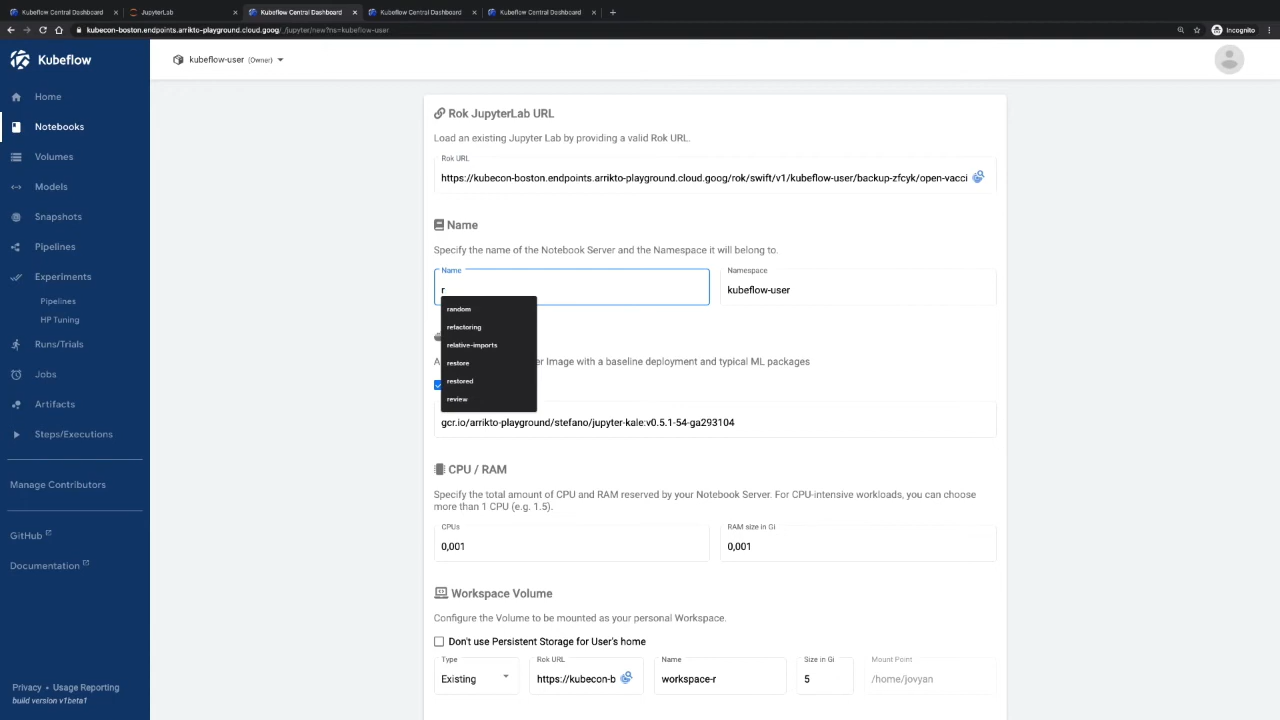 Kubeflow Central Dashboard
JupyterLab
Kubeflow Central Dashboard
Kubeflow Central Dashboard
Kubeflow Central Dashboard
kubecon-boston.endpoints.arrikto-playground.cloud.goog/_/jupyter/new?ns=kubeflow-user
Incognito
Kubeflow
kubeflow-user (Owner)
Home
Notebooks
Volumes
Models
Snapshots
Pipelines
Experiments
Pipelines
HP Tuning
Runs/Trials
Jobs
Artifacts
Steps/Executions
Manage Contributors
GitHub
Documentation
Privacy • Usage Reporting
build version v1beta1
Rok JupyterLab URL
Load an existing Jupyter Lab by providing a valid Rok URL.
Rok URL
https://kubecon-boston.endpoints.arrikto-playground.cloud.goog/rok/swift/v1/kubeflow-user/backup-zfcyk/open-vacci
Name
Specify the name of the Notebook Server and the Namespace it will belong to.
Name
r
Namespace
kubeflow-user
random
refactoring
relative-imports
restore
restored
review
A
er Image with a baseline deployment and typical ML packages
gcr.io/arrikto-playground/stefano/jupyter-kale:v0.5.1-54-ga293104
CPU / RAM
Specify the total amount of CPU and RAM reserved by your Notebook Server. For CPU-intensive workloads, you can choose
more than 1 CPU (e.g. 1.5).
CPUs
0,001
RAM size in Gi
0,001
Workspace Volume
Configure the Volume to be mounted as your personal Workspace.
Don't use Persistent Storage for User's home
Type
Existing
Rok URL
https://kubecon-b
Name
workspace-r
Size in Gi
5
Mount Point
/home/jovyan